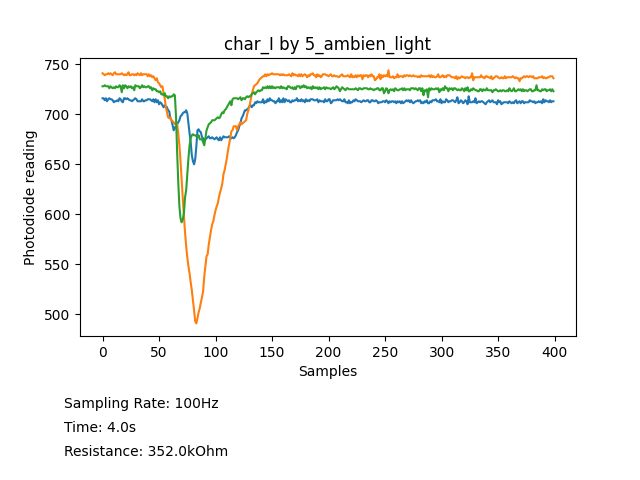 char_I by 5_ambien_light
Photodiode reading
750
700
650
600
550
500
0 50 100 150 200 250 300 350 400
Samples
Sampling Rate: 100Hz
Time: 4.0s
Resistance: 352.0kOhm